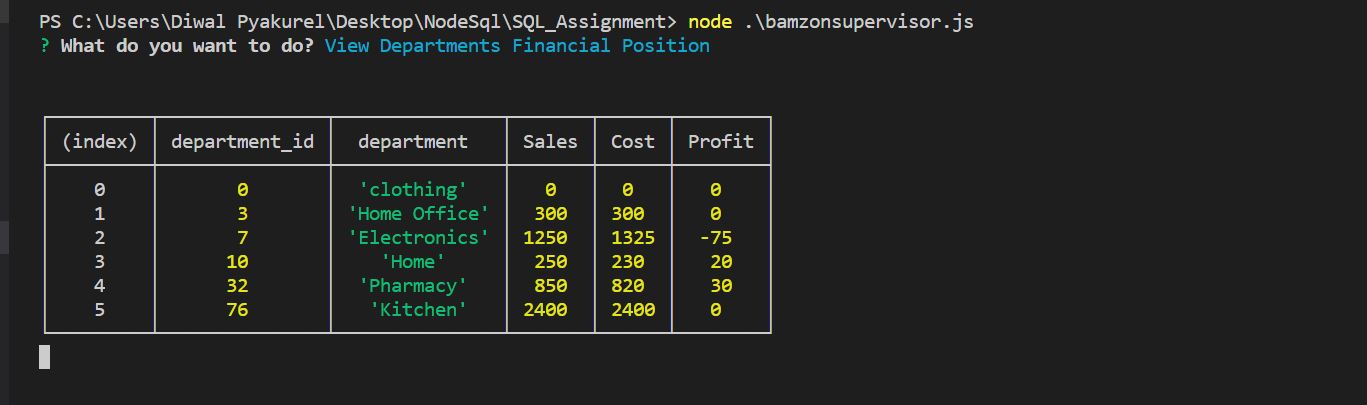 PS C:\Users\Diwal Pyakurel\Desktop\NodeSql\SQL_Assignment> node .\bamzonsupervisor.js
? What do you want to do? View Departments Financial Position
(index) department_id department Sales Cost Profit
0 0 'clothing' 0 0 0
1 3 'Home Office' 300 300 0
2 7 'Electronics' 1250 1325 -75
3 10 'Home' 250 230 20
4 32 'Pharmacy' 850 820 30
5 76 'Kitchen' 2400 2400 0